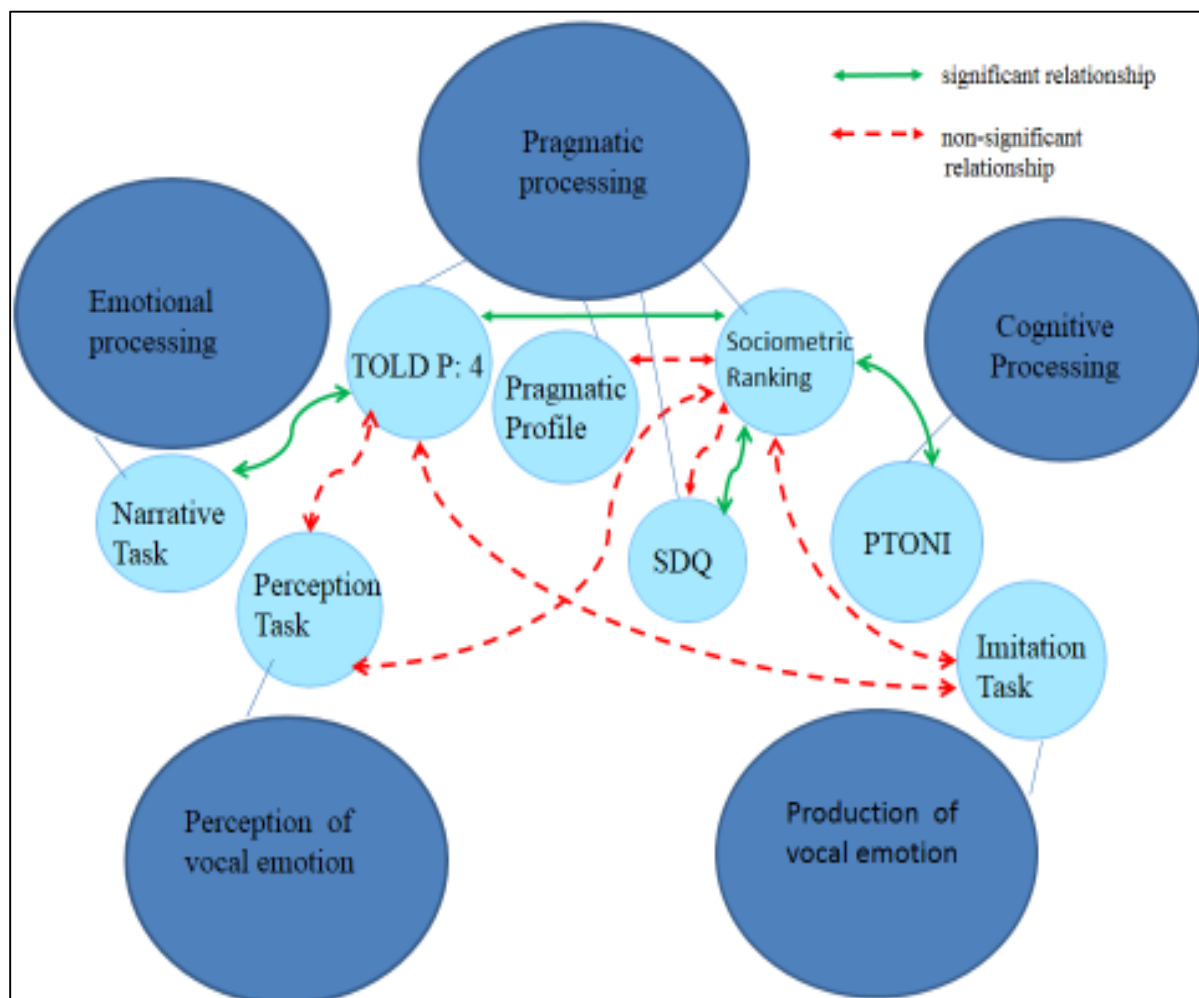 significant relationship
non-significant
relationship
Pragmatic
processing
Emotional
processing
Cognitive
Processing
TOLD P: 4
Sociometric
Ranking
Pragmatic
Profile
Narrative
Task
Perception
Task
SDQ
PTONI
Imitation
Task
Perception of
vocal emotion
Production of
vocal emotion